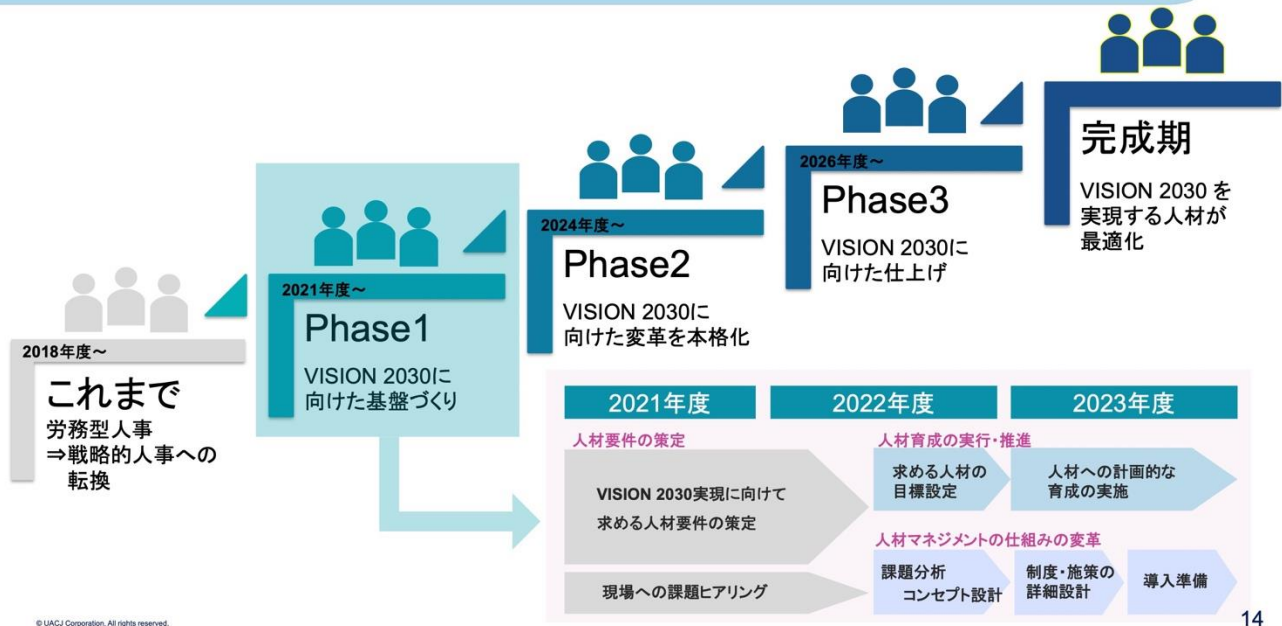 2018年度～
これまで
労務型人事
⇒戦略的人事への
転換
2021年度～
Phase1
VISION 2030に
向けた基盤づくり
2024年度～
Phase2
VISION 2030に
向けた変革を本格化
2026年度～
Phase3
VISION 2030に
向けた仕上げ
完成期
VISION 2030 を
実現する人材が
最適化
2021年度
2022年度
2023年度
人材要件の策定
VISION 2030実現に向けて
求める人材要件の策定
現場への課題ヒアリング
人材育成の実行・推進
求める人材の
目標設定
人材への計画的な
育成の実施
人材マネジメントの仕組みの変革
課題分析
コンセプト設計
制度・施策の
詳細設計
導入準備
© UACJ Corporation. All rights reserved.
14